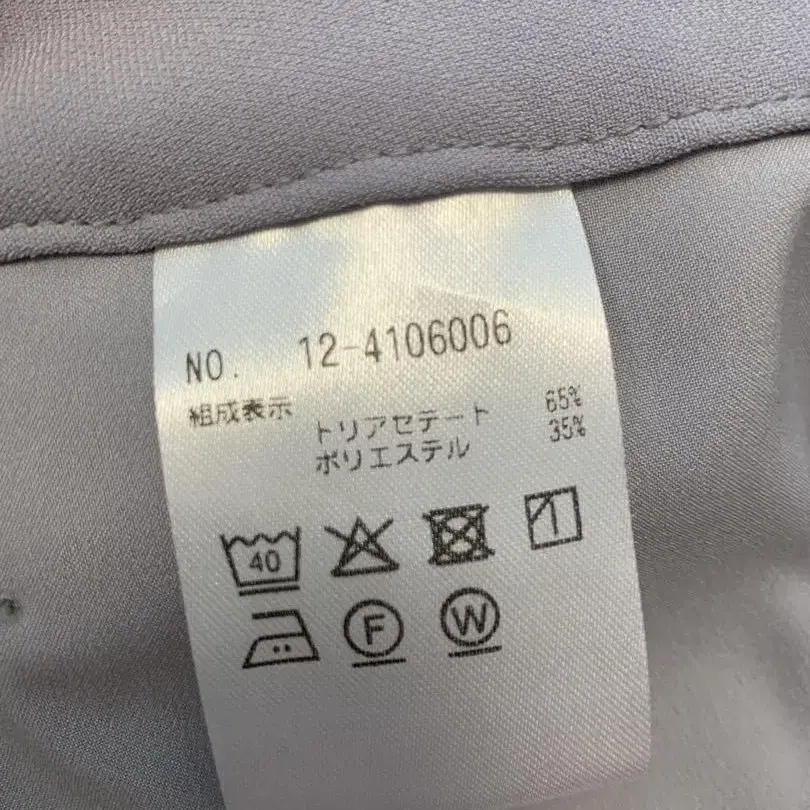 NO. 12-4106006
組成表示
トリアセテート 65%
ポリエステル 35%
40
F W